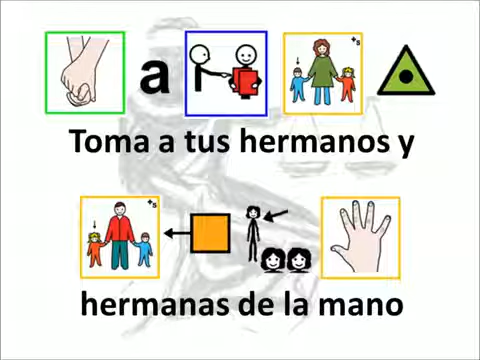 a
+s
Toma a tus hermanos y
+s
hermanas de la mano